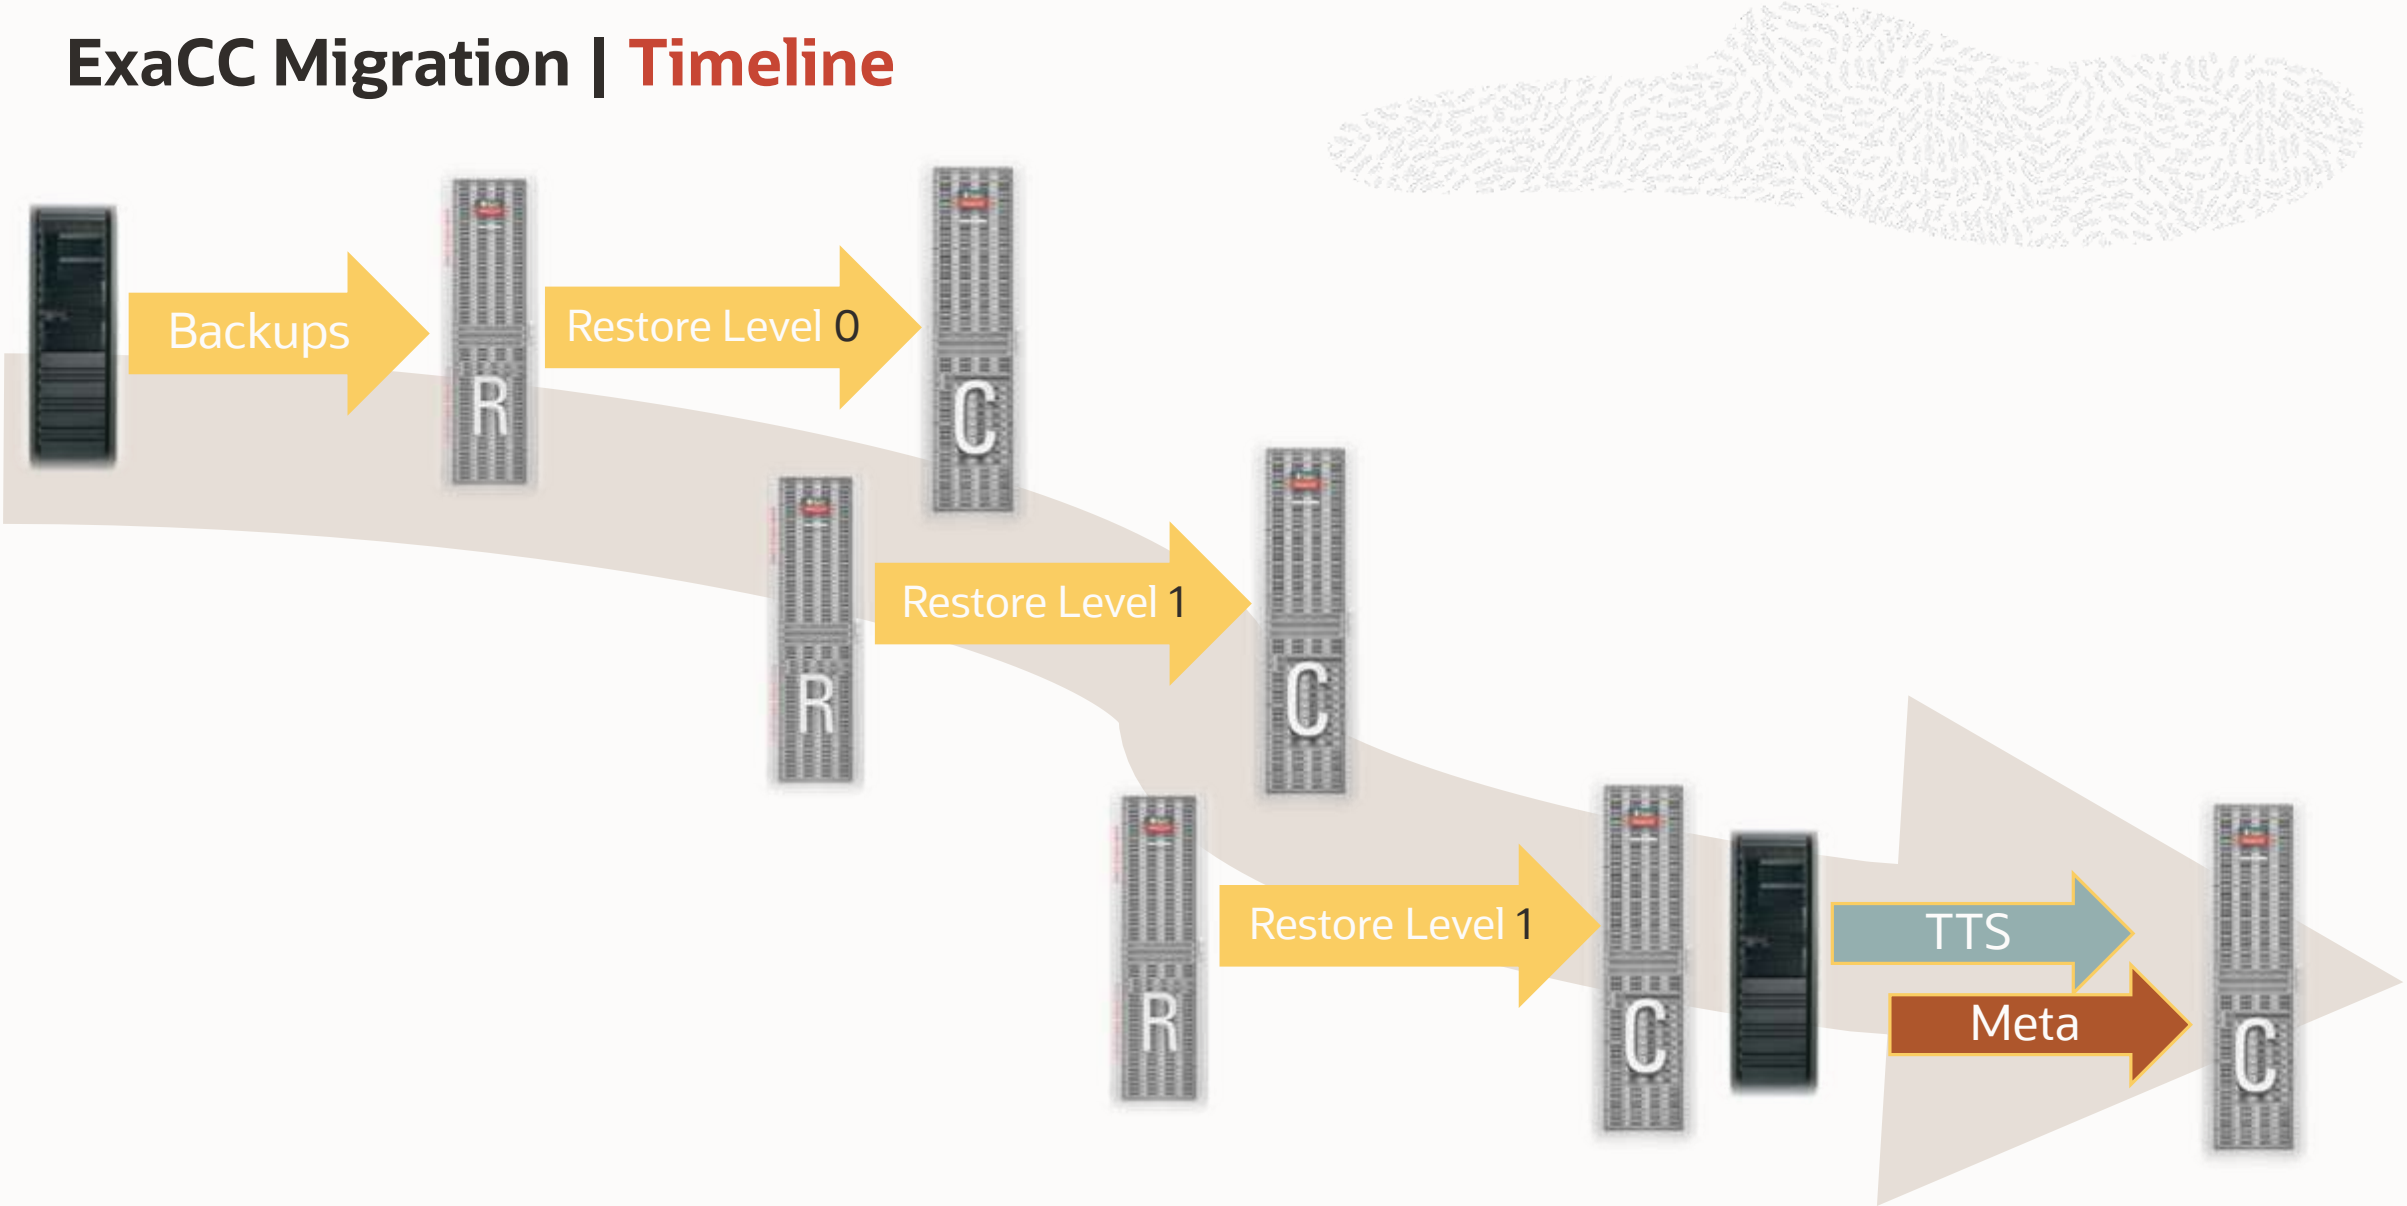 ExaCC Migration | Timeline
Backups
R
Restore Level 0
C
R
Restore Level 1
C
R
Restore Level 1
C
TTS
Meta
C